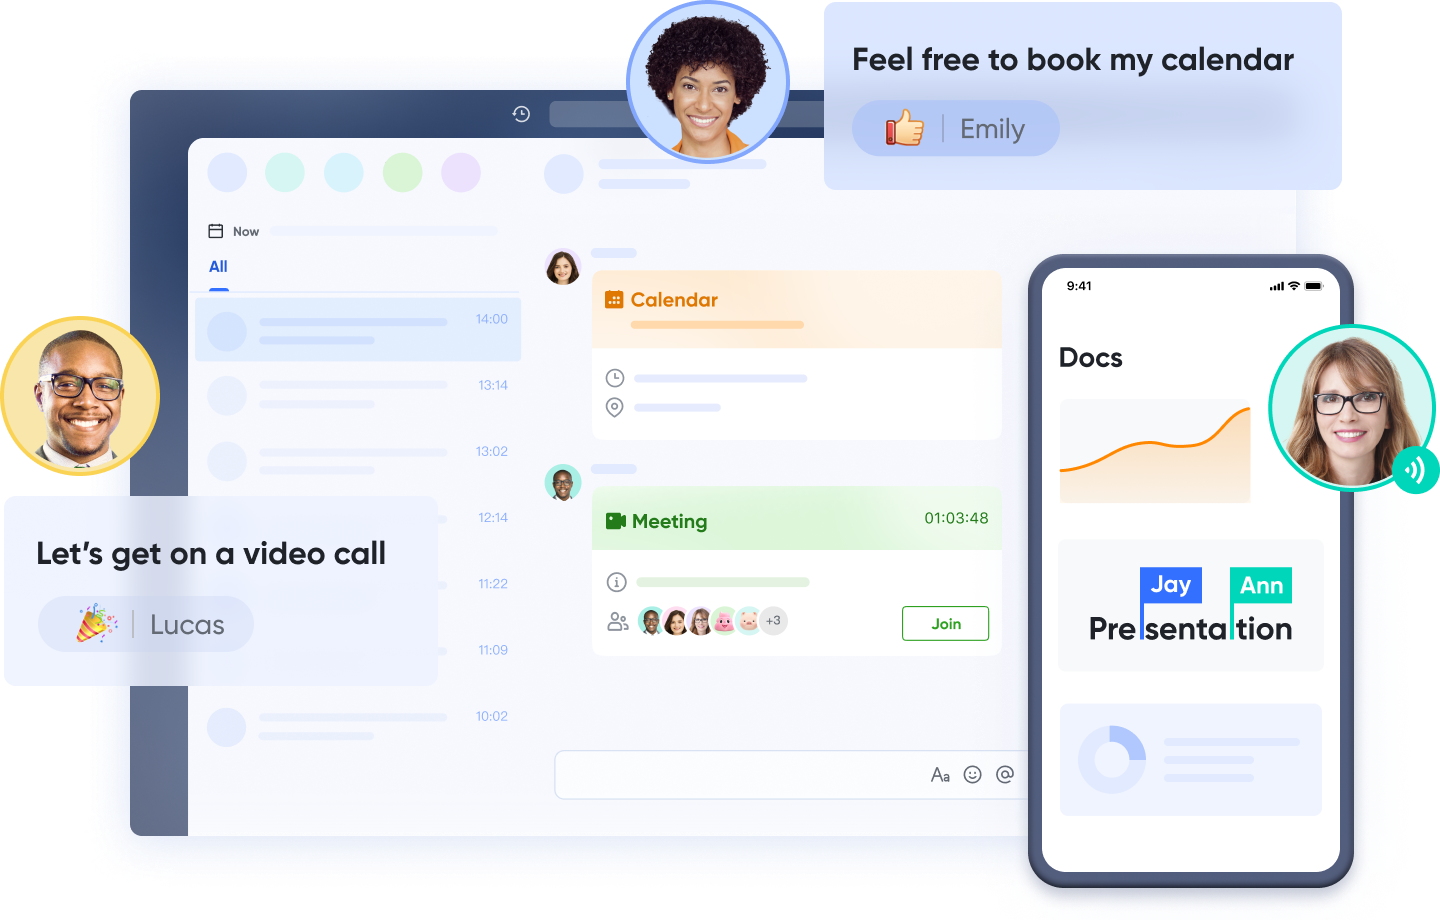 Feel free to book my calendar
Emily
Now
All
14:00
13:14
13:02
12:14
11:22
11:09
10:02
Let's get on a video call
Lucas
Calendar
Meeting
01:03:48
+3
Join
Aa
@
9:41
Docs
Jay
Ann
Presentation